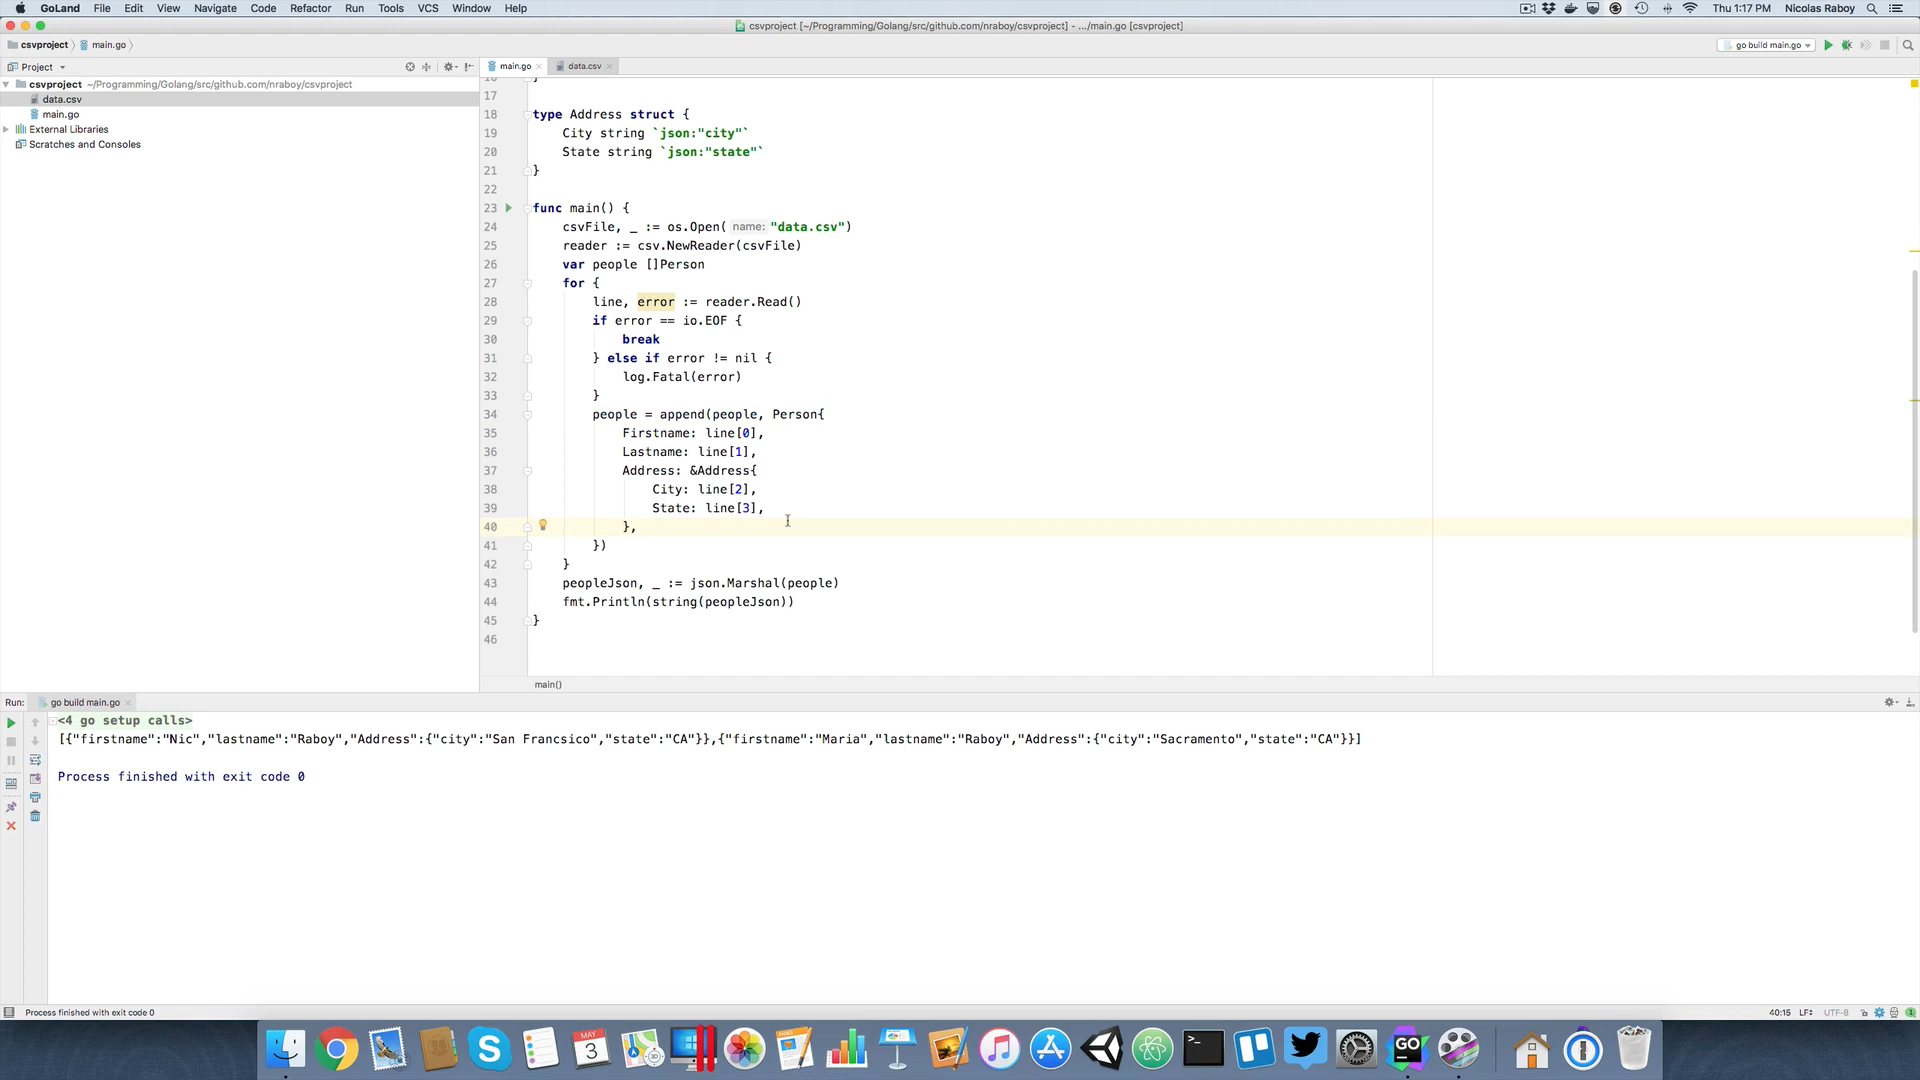 GoLand File Edit View Navigate Code Refactor Run Tools VCS Window Help
Thu 1:17 PM Nicolas Raboy
csvproject [~/Programming/Golang/src/github.com/nraboy/csvproject] - .../main.go [csvproject]
csvproject main.go
go build main.go
Project
main.go data.csv
csvproject ~/Programming/Golang/src/github.com/nraboy/csvproject
data.csv
main.go
External Libraries
Scratches and Consoles
16 }
17
18 type Address struct {
19 City string `json:"city"`
20 State string `json:"state"`
21 }
22
23 func main() {
24 csvFile, _ := os.Open( name: "data.csv")
25 reader := csv.NewReader(csvFile)
26 var people []Person
27 for {
28 line, error := reader.Read()
29 if error == io.EOF {
30 break
31 } else if error != nil {
32 log.Fatal(error)
33 }
34 people = append(people, Person{
35 Firstname: line[0],
36 Lastname: line[1],
37 Address: &Address{
38 City: line[2],
39 State: line[3],
40 },
41 })
42 }
43 peopleJson, _ := json.Marshal(people)
44 fmt.Println(string(peopleJson))
45 }
46
main()
Run: go build main.go
<4 go setup calls>
[{"firstname":"Nic","lastname":"Raboy","Address":{"city":"San Francsico","state":"CA"}},{"firstname":"Maria","lastname":"Raboy","Address":{"city":"Sacramento","state":"CA"}}]
Process finished with exit code 0
Process finished with exit code 0
40:15 LF÷ UTF-8 1
MAY
3
3D
GO